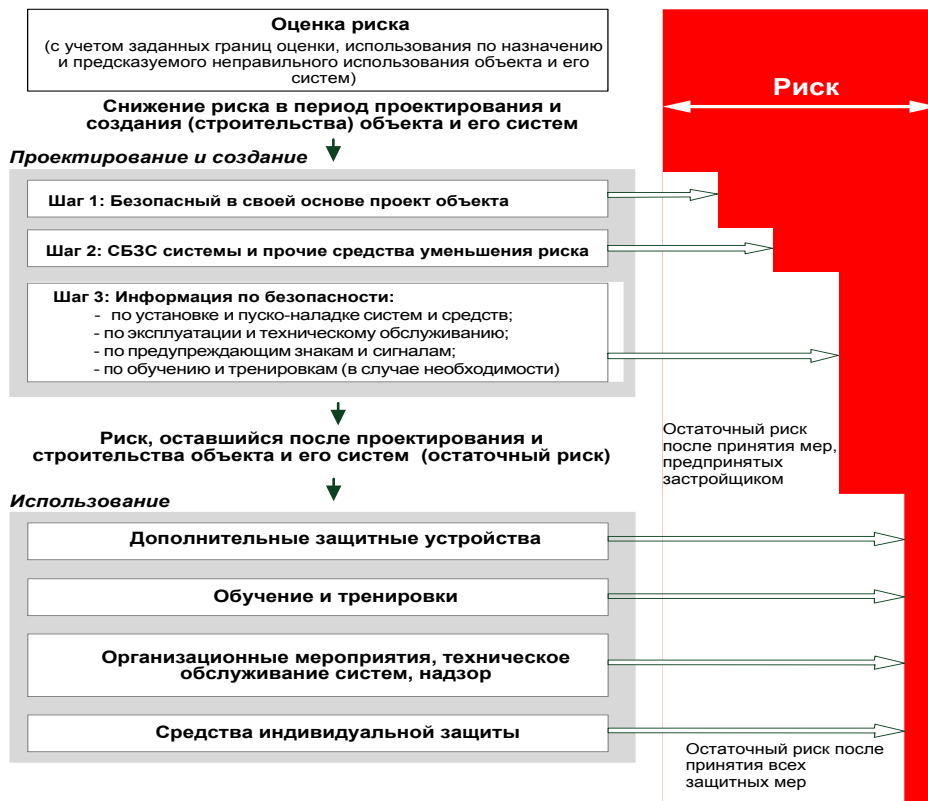 Оценка риска
(с учетом заданных границ оценки, использования по назначению
и предсказуемого неправильного использования объекта и его
систем)
Риск
Снижение риска в период проектирования и
создания (строительства) объекта и его систем
Проектирование и создание
Шаг 1: Безопасный в своей основе проект объекта
Шаг 2: СБЗС системы и прочие средства уменьшения риска
Шаг 3: Информация по безопасности:
- по установке и пуско-наладке систем и средств;
- по эксплуатации и техническому обслуживанию;
- по предупреждающим знакам и сигналам;
- по обучению и тренировкам (в случае необходимости)
Риск, оставшийся после проектирования и
строительства объекта и его систем (остаточный риск)
Остаточный риск
после принятия мер,
предпринятых
застройщиком
Использование
Дополнительные защитные устройства
Обучение и тренировки
Организационные мероприятия, техническое
обслуживание систем, надзор
Средства индивидуальной защиты
Остаточный риск после
принятия всех
защитных мер